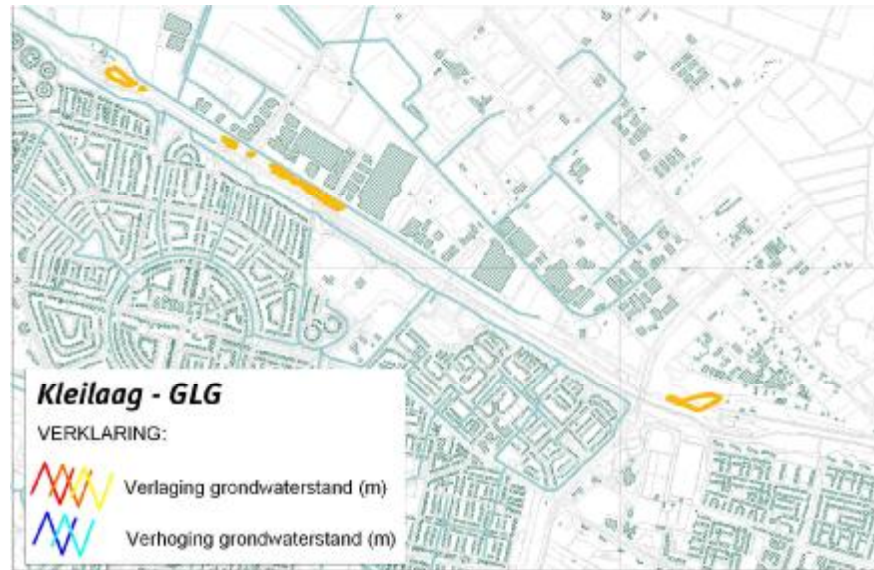 Kleilaag - GLG
VERKLARING:
Verlaging grondwaterstand (m)
Verhoging grondwaterstand (m)